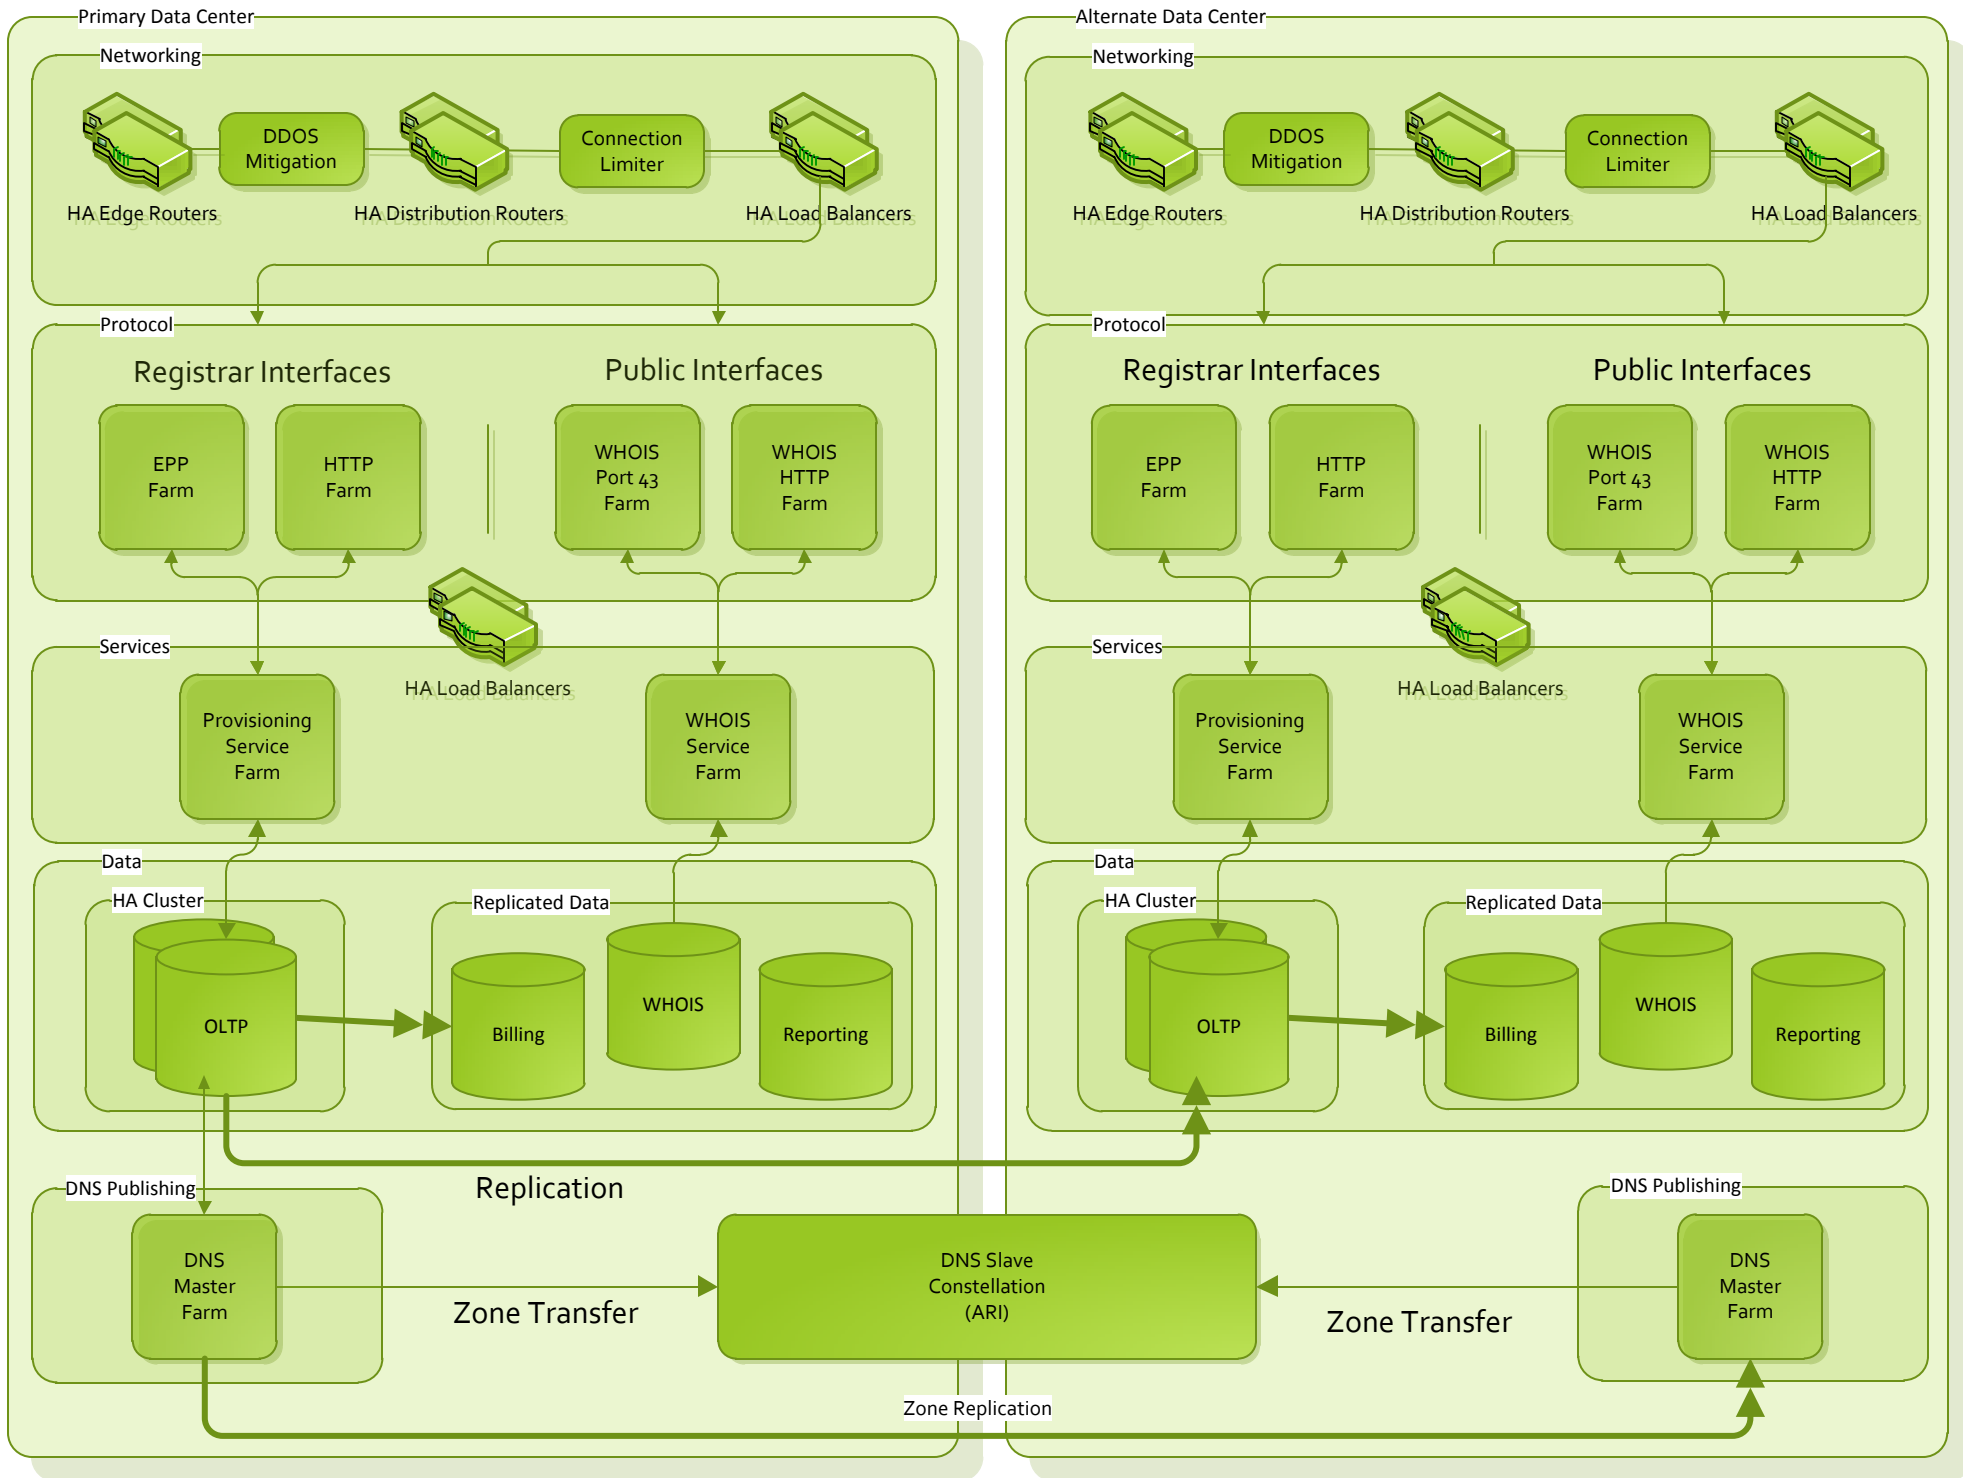 Primary Data Center
Networking
DDOS
Mitigation
Connection
Limiter
HA Edge Routers
HA Distribution Routers
HA Load Balancers
Protocol
Registrar Interfaces
Public Interfaces
EPP
Farm
HTTP
Farm
WHOIS
Port 43
Farm
WHOIS
HTTP
Farm
Services
HA Load Balancers
Provisioning
Service
Farm
WHOIS
Service
Farm
Data
HA Cluster
OLTP
Replicated Data
Billing
WHOIS
Reporting
Replication
DNS Publishing
DNS
Master
Farm
Zone Transfer
DNS Slave
Constellation
(ARI)
Zone Replication
Alternate Data Center
Networking
DDOS
Mitigation
Connection
Limiter
HA Edge Routers
HA Distribution Routers
HA Load Balancers
Protocol
Registrar Interfaces
Public Interfaces
EPP
Farm
HTTP
Farm
WHOIS
Port 43
Farm
WHOIS
HTTP
Farm
Services
HA Load Balancers
Provisioning
Service
Farm
WHOIS
Service
Farm
Data
HA Cluster
OLTP
Replicated Data
Billing
WHOIS
Reporting
DNS Publishing
DNS
Master
Farm
Zone Transfer